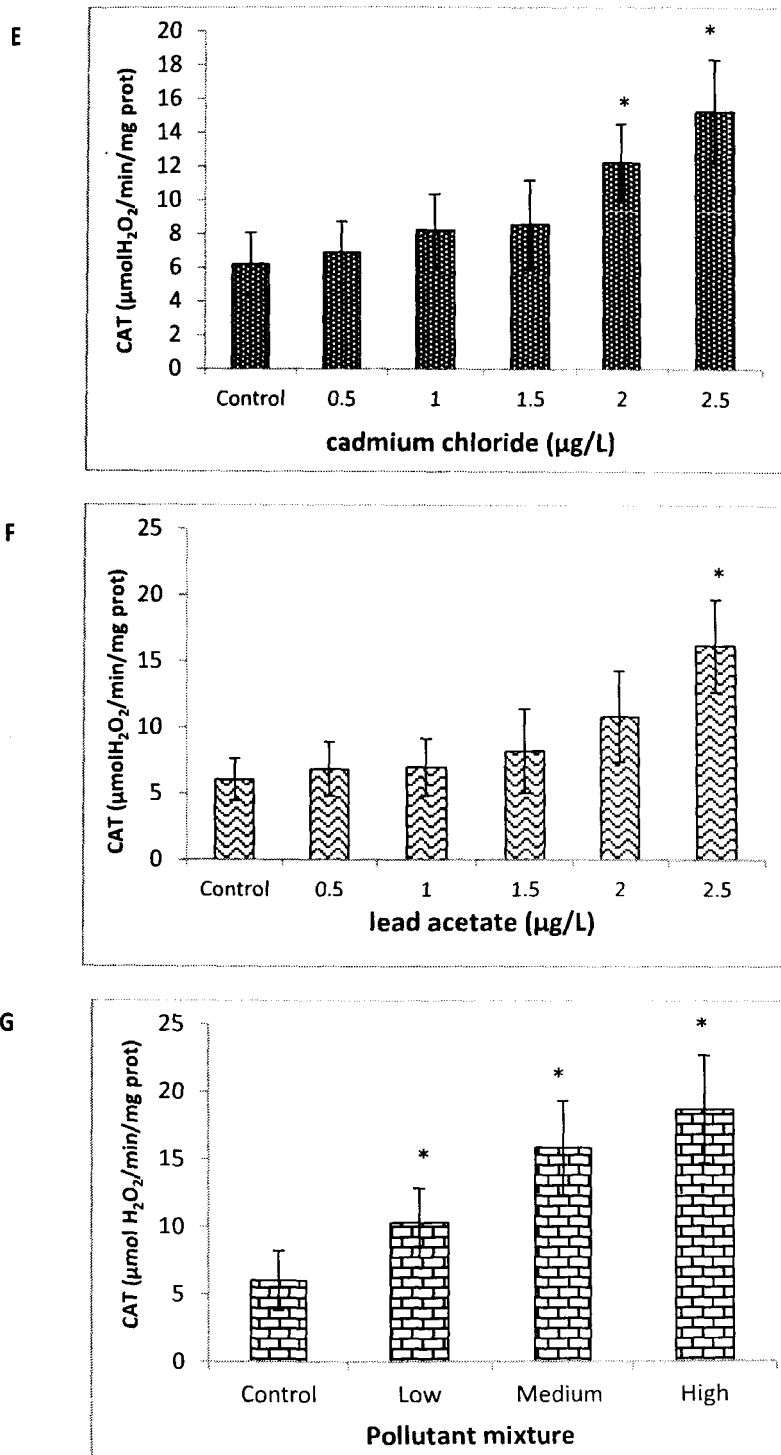 E
CAT (µmolH₂O₂/min/mg prot)
20
18
16
14
12
10
8
6
4
2
0
*
*
Control 0.5 1 1.5 2 2.5
cadmium chloride (µg/L)
F
CAT (µmolH₂O₂/min/mg prot)
25
20
15
10
5
0
*
Control 0.5 1 1.5 2 2.5
lead acetate (µg/L)
G
CAT (µmol H₂O₂/min/mg prot)
25
20
15
10
5
0
*
*
*
Control Low Medium High
Pollutant mixture